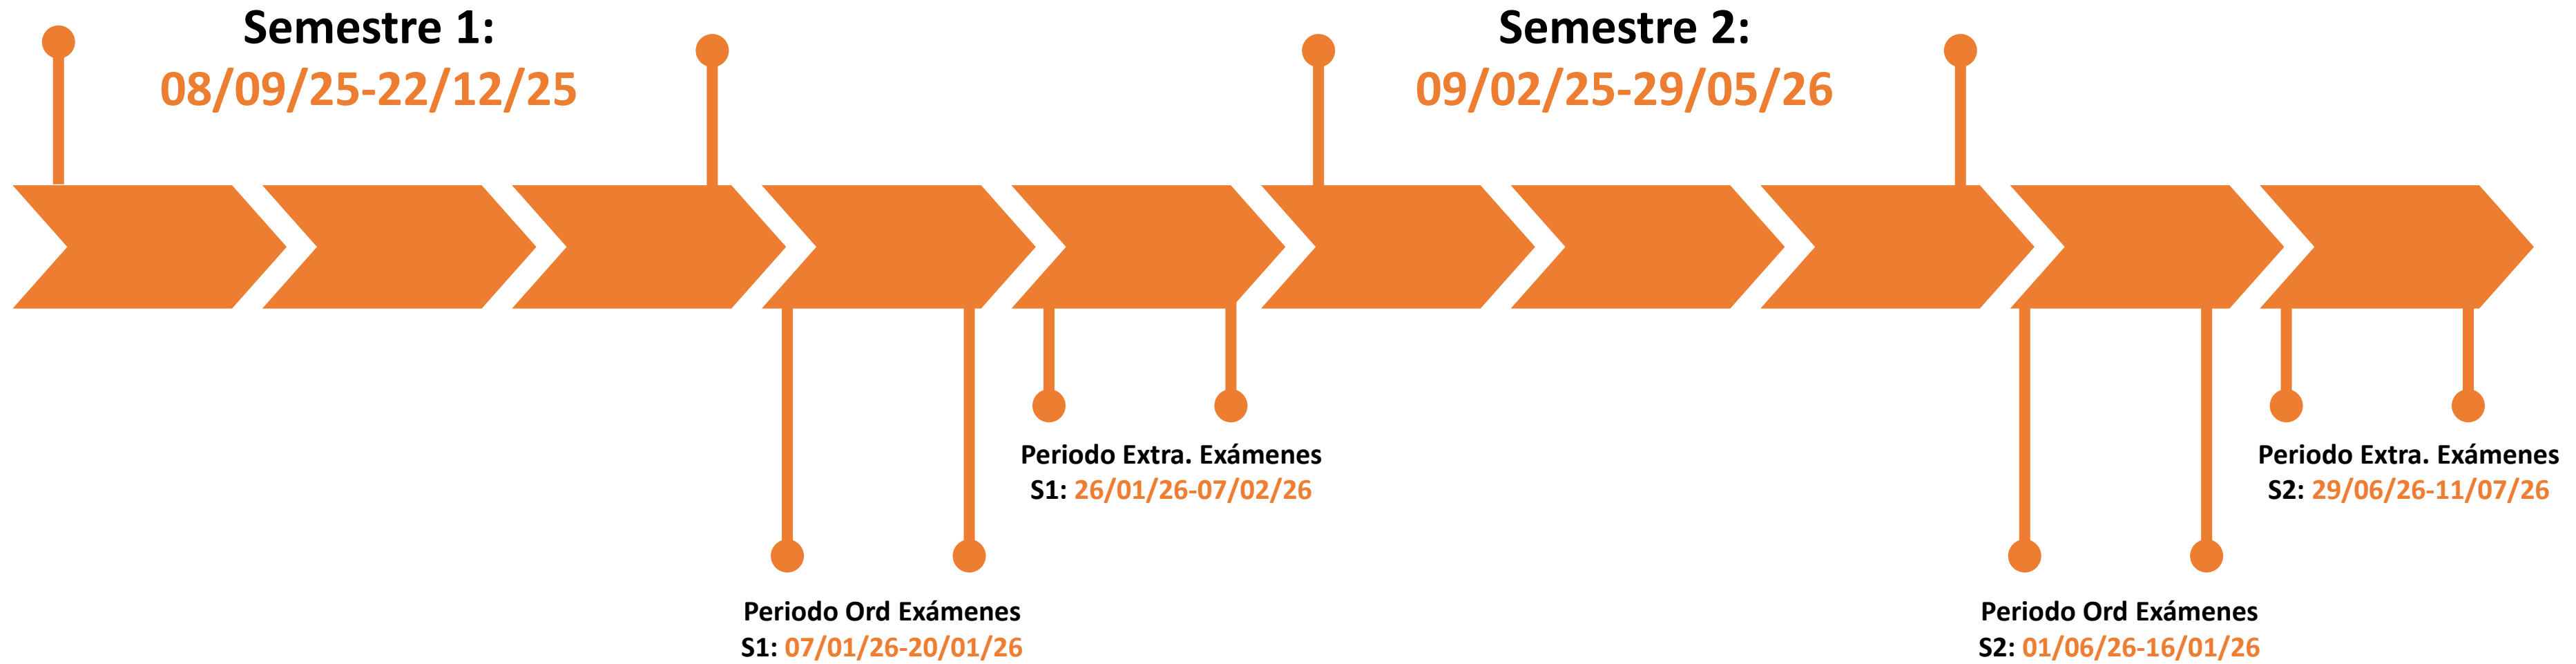 Semestre 1:
08/09/25-22/12/25
Semestre 2:
09/02/25-29/05/26
Periodo Extra. Exámenes
S1: 26/01/26-07/02/26
Periodo Extra. Exámenes
S2: 29/06/26-11/07/26
Periodo Ord Exámenes
S1: 07/01/26-20/01/26
Periodo Ord Exámenes
S2: 01/06/26-16/01/26